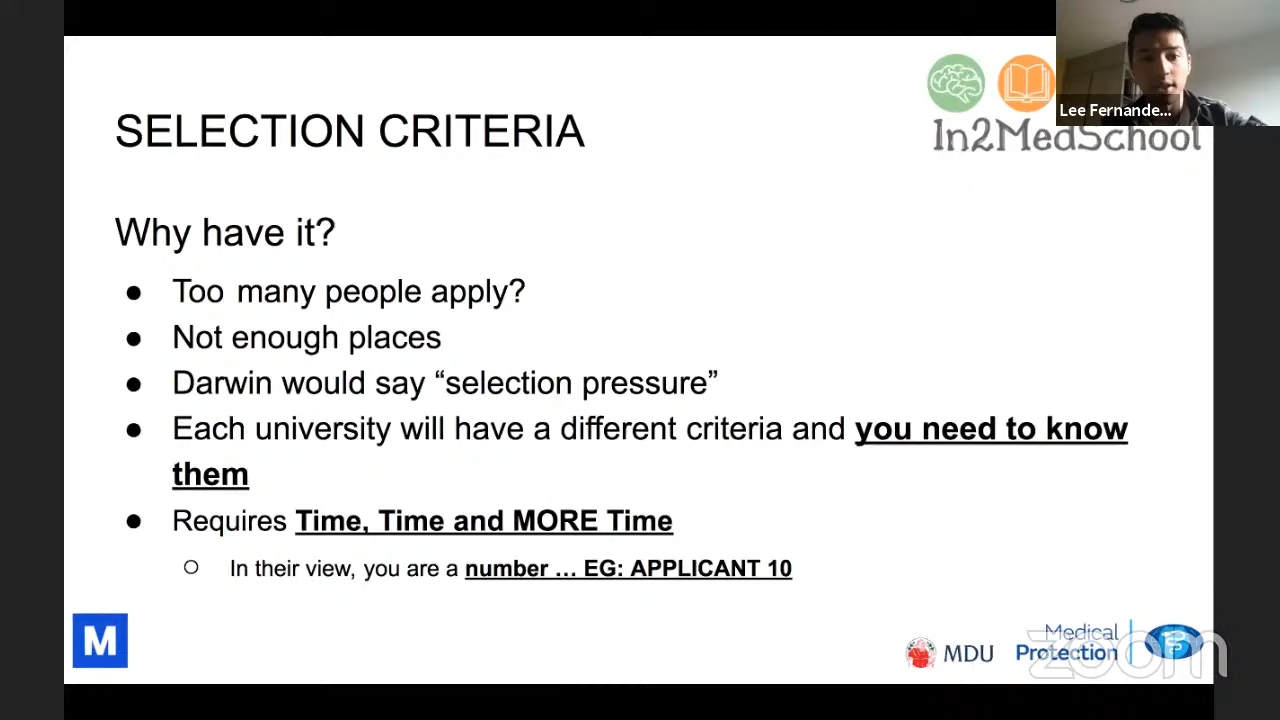 Lee Fernande...
In2MedSchool
SELECTION CRITERIA
Why have it?
● Too many people apply?
● Not enough places
● Darwin would say “selection pressure”
● Each university will have a different criteria and you need to know
them
● Requires Time, Time and MORE Time
○ In their view, you are a number … EG: APPLICANT 10
M
MDU
Medical
Protection
zoom